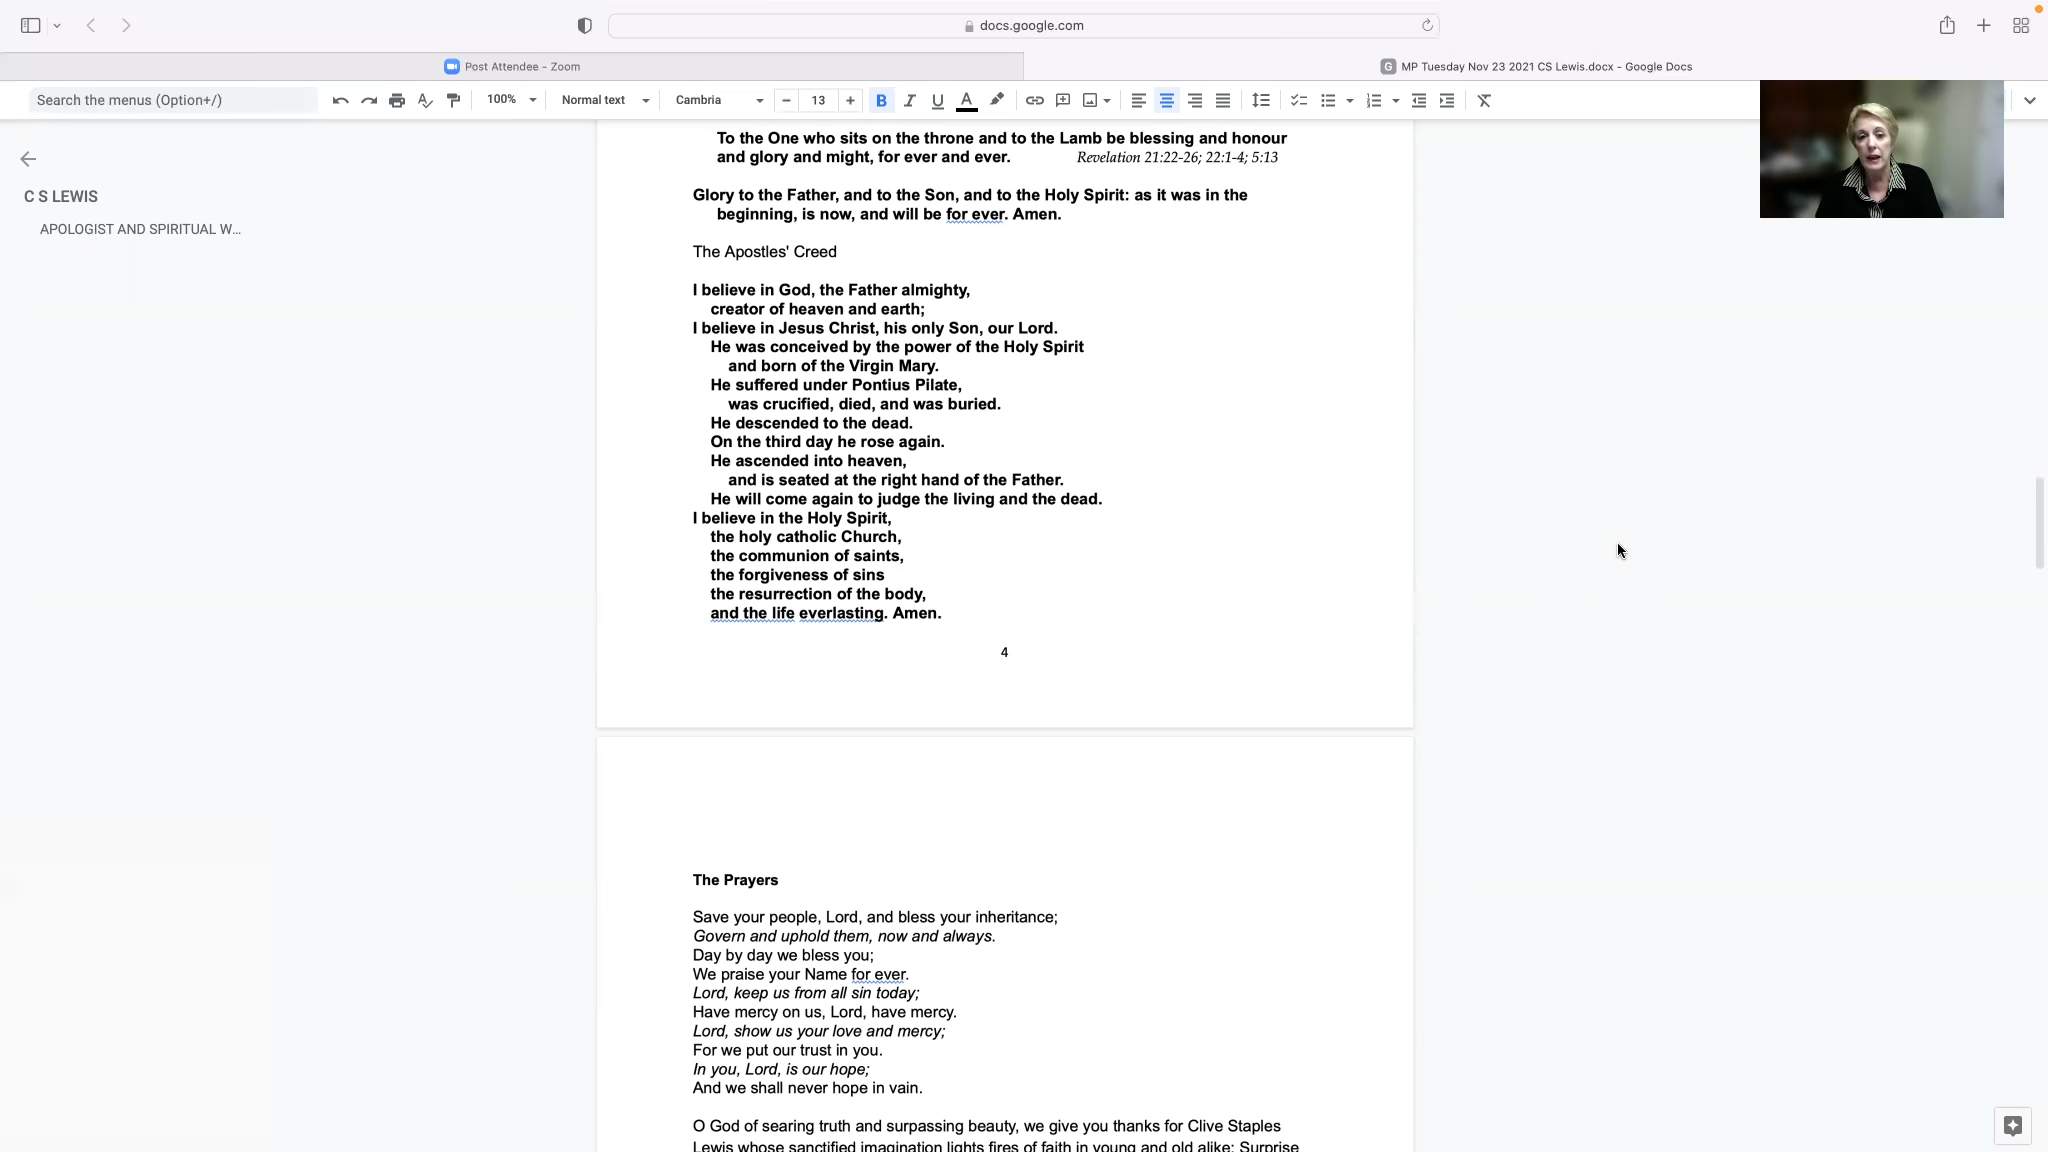 docs.google.com
Post Attendee - Zoom
G MP Tuesday Nov 23 2021 CS Lewis.docx - Google Docs
Search the menus (Option+/)
100%
Normal text
Cambria
13
B I U A
C S LEWIS
APOLOGIST AND SPIRITUAL W...
To the One who sits on the throne and to the Lamb be blessing and honour
and glory and might, for ever and ever. Revelation 21:22-26; 22:1-4; 5:13
Glory to the Father, and to the Son, and to the Holy Spirit: as it was in the
beginning, is now, and will be for ever. Amen.
The Apostles' Creed
I believe in God, the Father almighty,
creator of heaven and earth;
I believe in Jesus Christ, his only Son, our Lord.
He was conceived by the power of the Holy Spirit
and born of the Virgin Mary.
He suffered under Pontius Pilate,
was crucified, died, and was buried.
He descended to the dead.
On the third day he rose again.
He ascended into heaven,
and is seated at the right hand of the Father.
He will come again to judge the living and the dead.
I believe in the Holy Spirit,
the holy catholic Church,
the communion of saints,
the forgiveness of sins
the resurrection of the body,
and the life everlasting. Amen.
4
The Prayers
Save your people, Lord, and bless your inheritance;
Govern and uphold them, now and always.
Day by day we bless you;
We praise your Name for ever.
Lord, keep us from all sin today;
Have mercy on us, Lord, have mercy.
Lord, show us your love and mercy;
For we put our trust in you.
In you, Lord, is our hope;
And we shall never hope in vain.
O God of searing truth and surpassing beauty, we give you thanks for Clive Staples
Lewis whose sanctified imagination lights fires of faith in young and old alike; Surprise